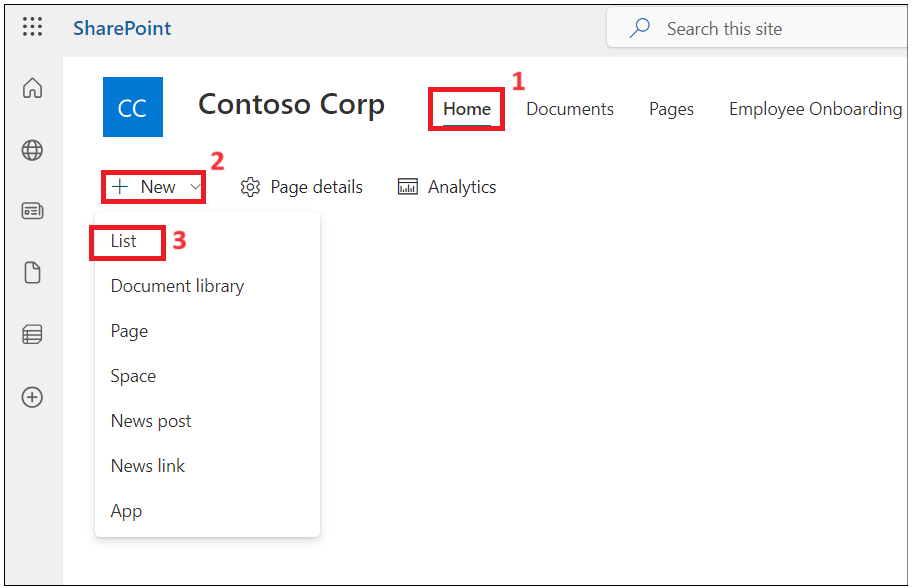 SharePoint
Search this site
CC
Contoso Corp
Home 1
Documents
Pages
Employee Onboarding
New 2
Page details
Analytics
List 3
Document library
Page
Space
News post
News link
App